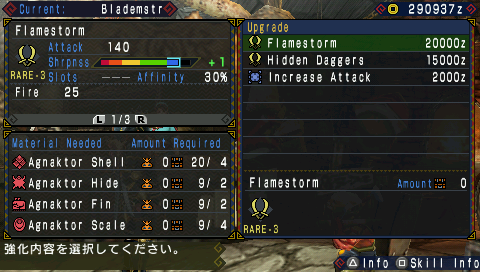 Current: Blademstr
290937z
Flamestorm
Attack 140
Shrpnss +1
RARE-3 Slots --- Affinity 30%
Fire 25
L 1/3 R
Material Needed Amount Required
Agnaktor Shell 0 20/ 4
Agnaktor Hide 0 9/ 2
Agnaktor Fin 0 9/ 2
Agnaktor Scale 0 9/ 4
Upgrade
Flamestorm 20000z
Hidden Daggers 15000z
Increase Attack 2000z
Flamestorm Amount 0
RARE-3
強化内容を選択してください。
Info Skill Info